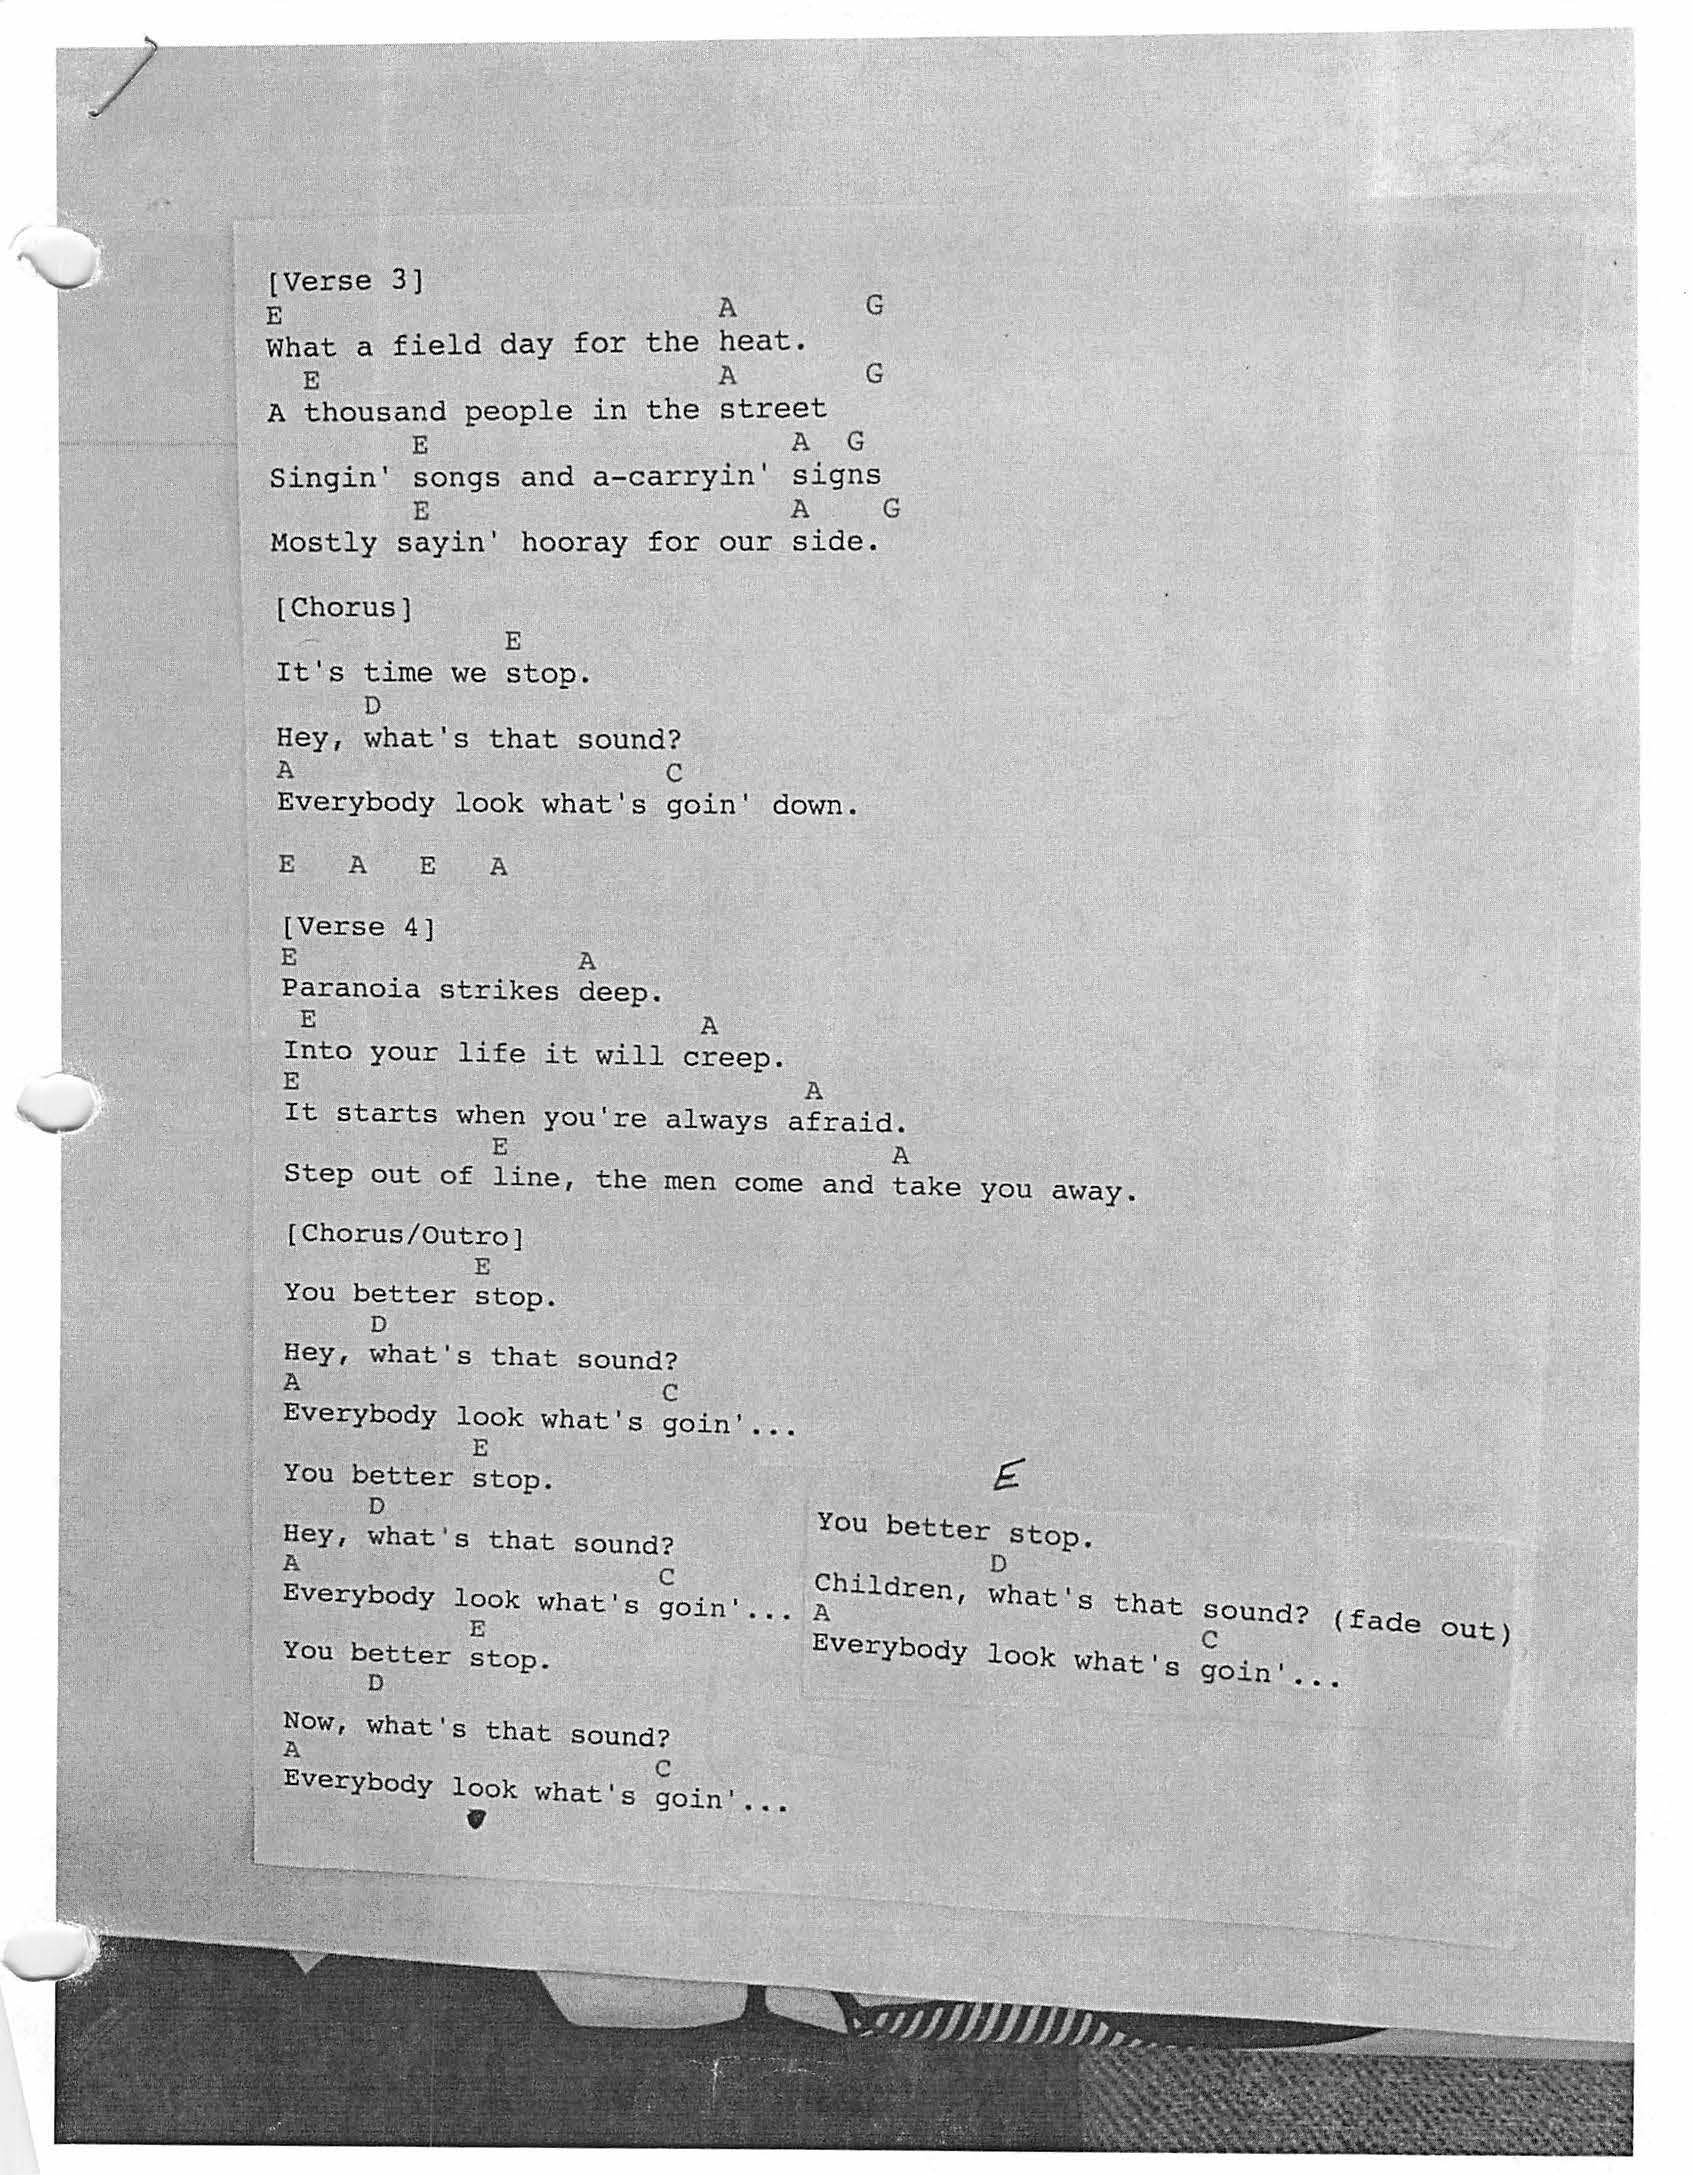 [Verse 3]
E A G
What a field day for the heat.
E A G
A thousand people in the street
E A G
Singin' songs and a-carryin' signs
E A G
Mostly sayin' hooray for our side.
[Chorus]
E
It's time we stop.
D
Hey, what's that sound?
A C
Everybody look what's goin' down.
E A E A
[Verse 4]
E A
Paranoia strikes deep.
E A
Into your life it will creep.
E A
It starts when you're always afraid.
E A
Step out of line, the men come and take you away.
[Chorus/Outro]
E
You better stop.
D
Hey, what's that sound?
A C
Everybody look what's goin'...
E
You better stop.
D
Hey, what's that sound?
A C
Everybody look what's goin'...
E
You better stop.
D
Now, what's that sound?
A C
Everybody look what's goin'...
E
You better stop.
D
Children, what's that sound? (fade out)
A C
Everybody look what's goin'...